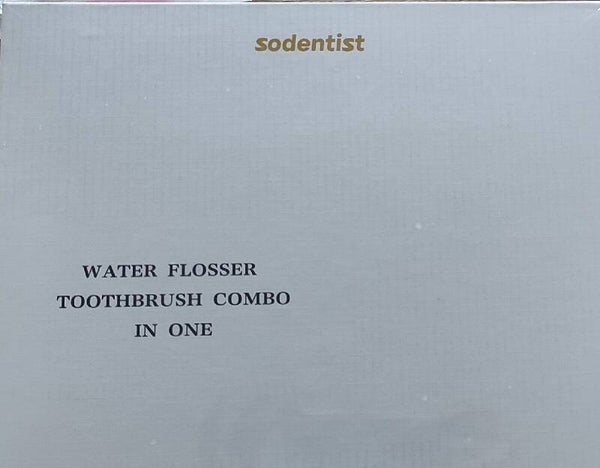 sodentist
WATER FLOSSER
TOOTHBRUSH COMBO
IN ONE